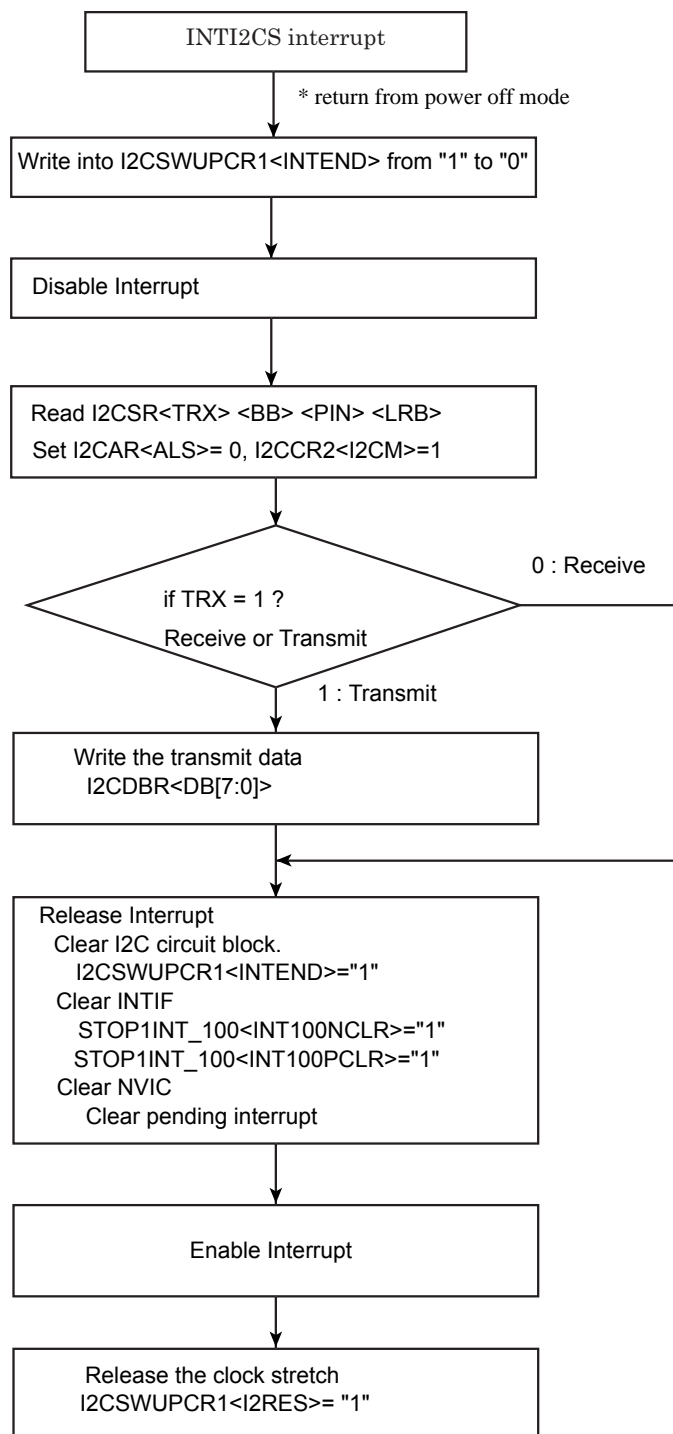 INTI2CS interrupt
* return from power off mode
Write into I2CSWUPCR1<INTEND> from "1" to "0"
Disable Interrupt
Read I2CSR<TRX> <BB> <PIN> <LRB>
Set I2CAR<ALS>= 0, I2CCR2<I2CM>=1
0 : Receive
if TRX = 1 ?
Receive or Transmit
1 : Transmit
Write the transmit data
I2CDBR<DB[7:0]>
Release Interrupt
Clear I2C circuit block.
I2CSWUPCR1<INTEND>="1"
Clear INTIF
STOP1INT_100<INT100NCLR>="1"
STOP1INT_100<INT100PCLR>="1"
Clear NVIC
Clear pending interrupt
Enable Interrupt
Release the clock stretch
I2CSWUPCR1<I2RES>= "1"